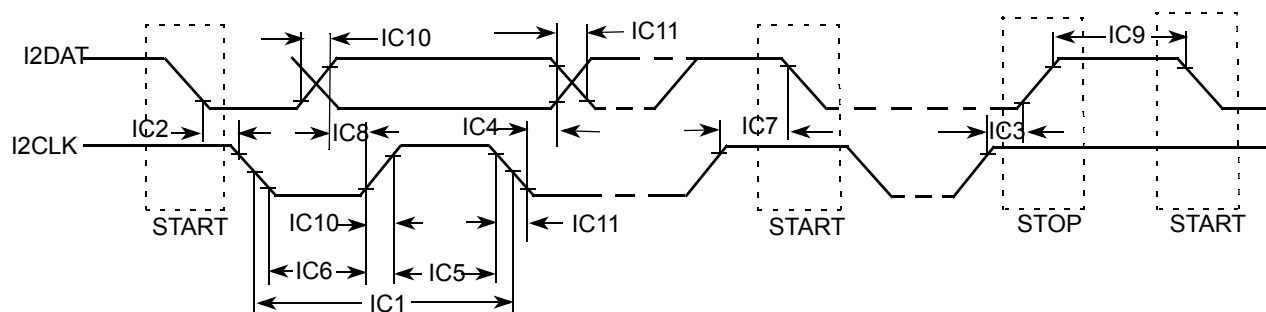 IC10 IC11 IC9
I2DAT
IC2 IC8 IC4 IC7 IC3
I2CLK
START IC10 IC11 START STOP START
IC6 IC5
IC1